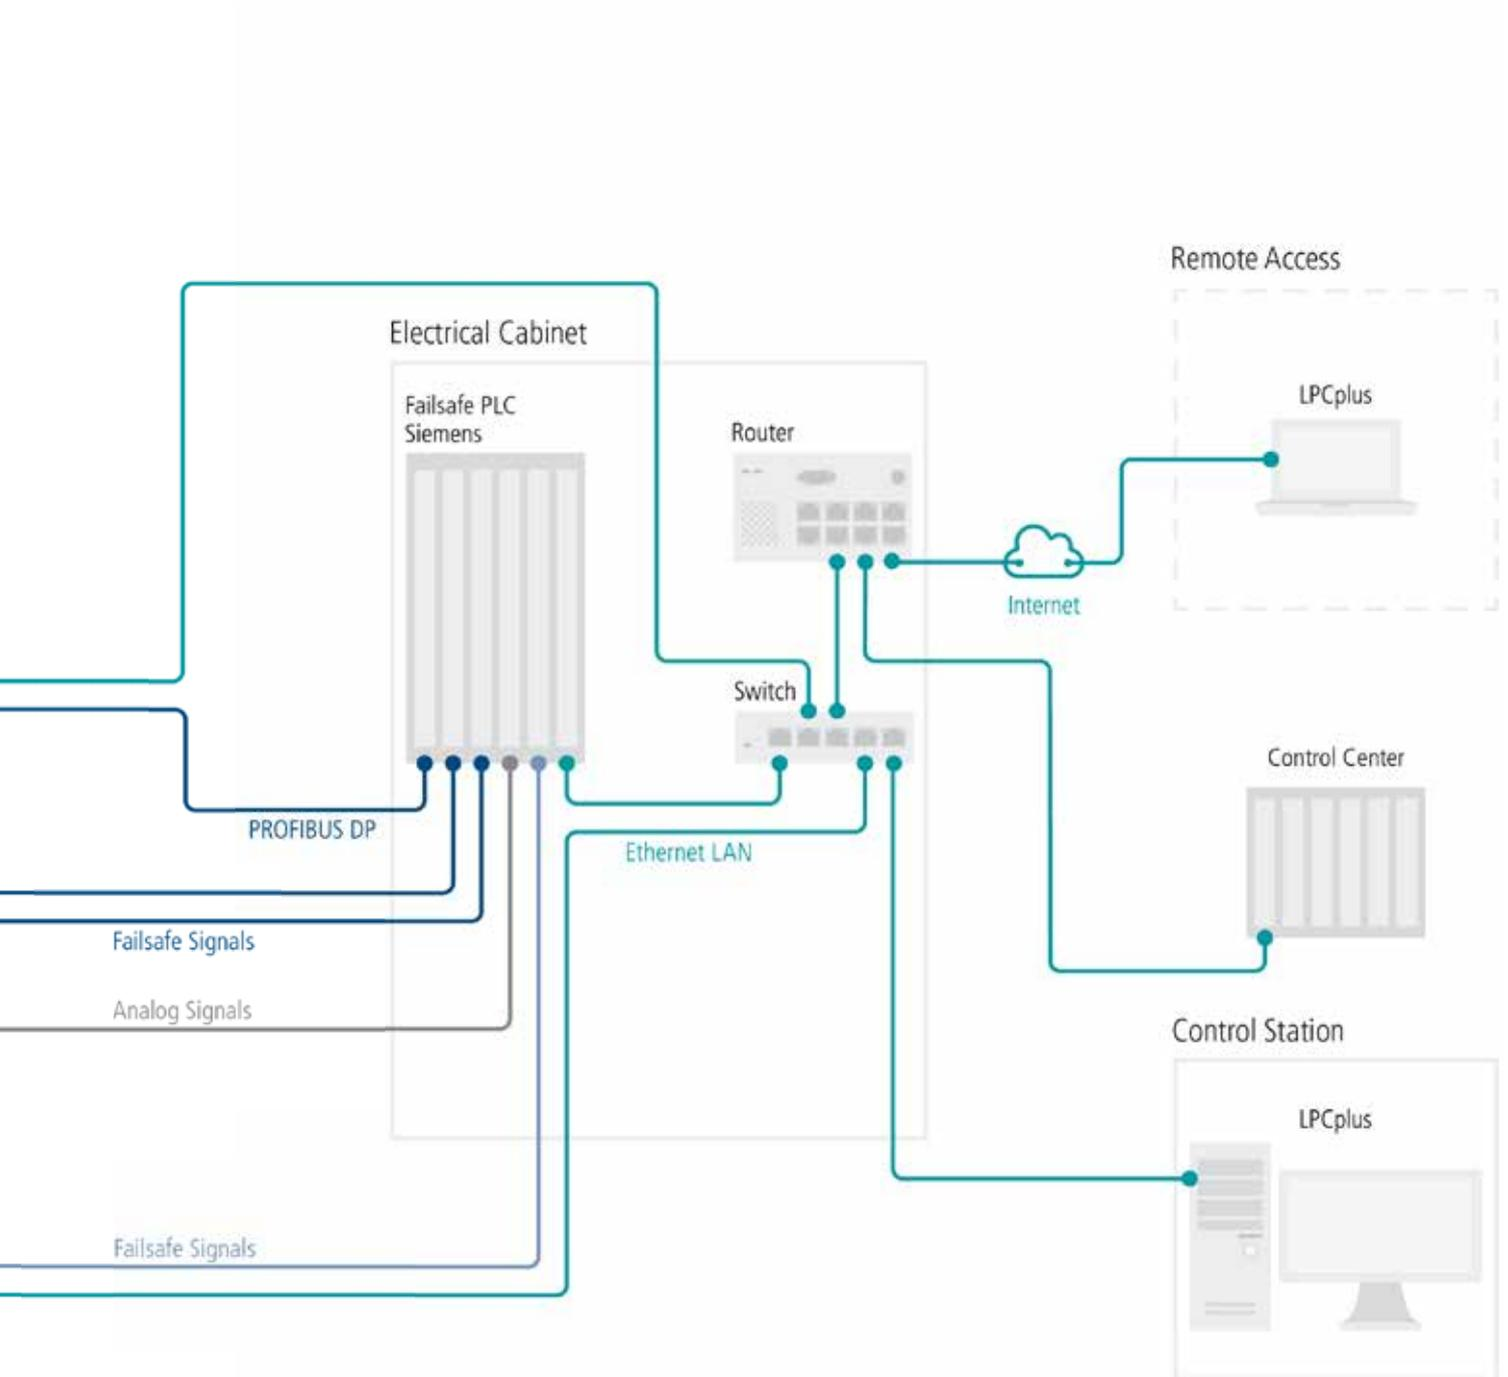 Remote Access
Electrical Cabinet
LPCplus
Failsafe PLC
Siemens
Router
Internet
Switch
Control Center
PROFIBUS DP
Ethernet LAN
Failsafe Signals
Analog Signals
Control Station
LPCplus
Failsafe Signals